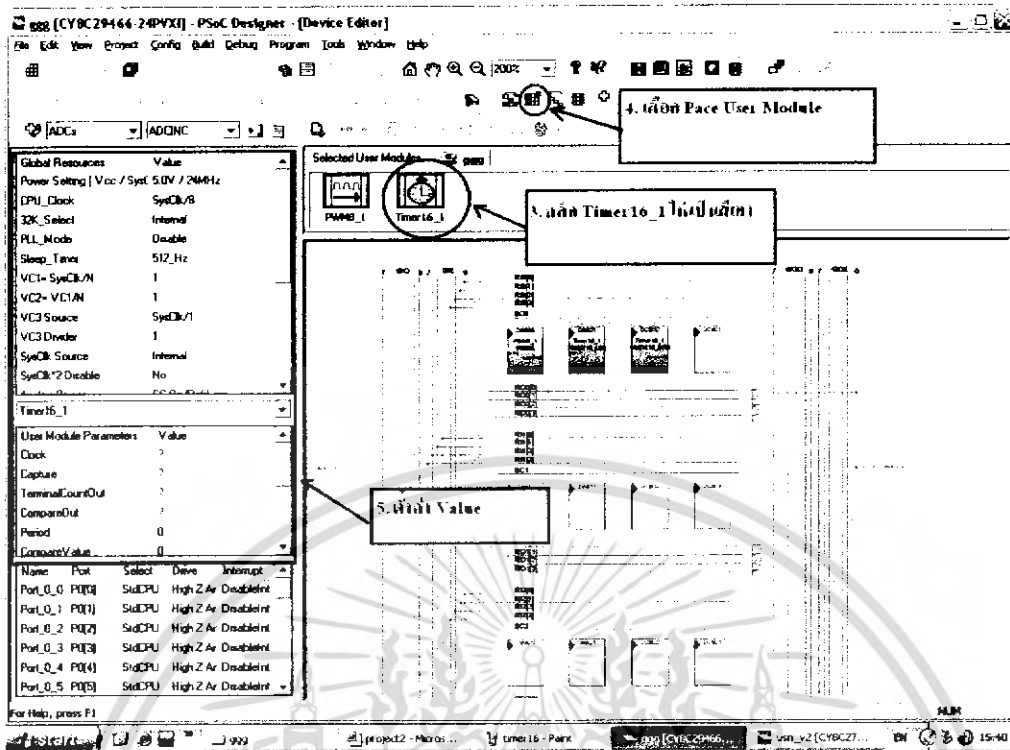 ggg [CY8C29466-24PVXI] - PSoC Designer - [Device Editor]
File Edit View Project Config Build Debug Program Tools Window Help
200%
4. เลือก Pace User Module
ADCs ADCINC
Global Resources Value
Power Setting [ Vcc / SysC 5.0V / 24MHz
CPU_Clock SysClk/8
32K_Select Internal
PLL_Mode Disable
Sleep_Timer 512_Hz
VC1= SysClk/N 1
VC2= VC1/N 1
VC3 Source SysClk/1
VC3 Divider 1
SysClk Source Internal
SysClk*2 Disable No
Selected User Modules ggg
PWM8_1 Timer16_1
3. คลิก Timer16_1 ให้เป็นสีเทา
Timer16_1
User Module Parameters Value
Clock ?
Capture ?
TerminalCountOut ?
CompareOut ?
Period 0
CompareValue 0
5. ตั้งค่า Value
Name Port Select Drive Interrupt
Port_0_0 P0[0] StdCPU High Z Ar DisableInt
Port_0_1 P0[1] StdCPU High Z Ar DisableInt
Port_0_2 P0[2] StdCPU High Z Ar DisableInt
Port_0_3 P0[3] StdCPU High Z Ar DisableInt
Port_0_4 P0[4] StdCPU High Z Ar DisableInt
Port_0_5 P0[5] StdCPU High Z Ar DisableInt
For Help, press F1
NUM
start ggg project2 - Micros... timer16 - Paint ggg [CY8C29466... usn_v2 [CY8C27... EN 15:40